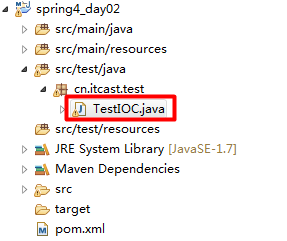 spring4_day02
src/main/java
src/main/resources
src/test/java
cn.itcast.test
TestIOC.java
src/test/resources
JRE System Library [JavaSE-1.7]
Maven Dependencies
src
target
pom.xml